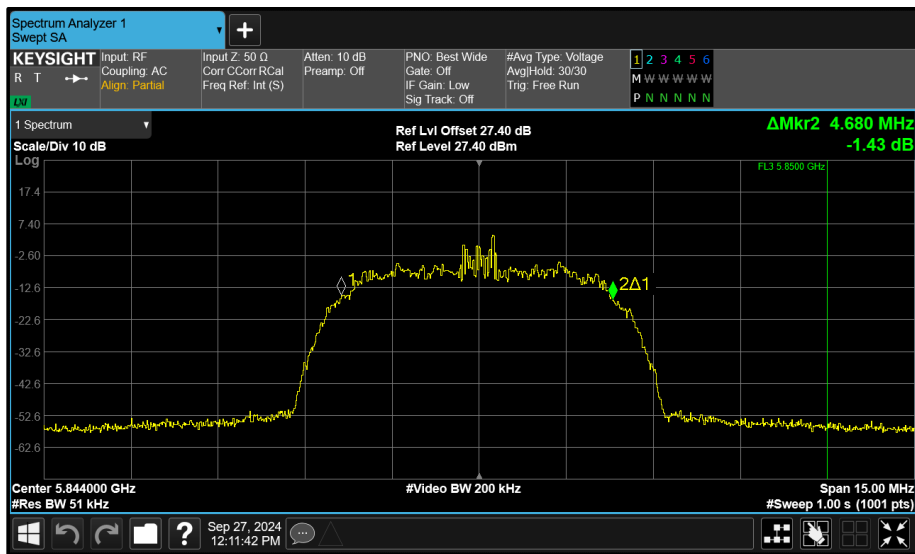 Spectrum Analyzer 1
Swept SA
KEYSIGHT
R T
LXI
Input: RF
Coupling: AC
Align: Partial
Input Z: 50 Ω
Corr CCorr RCal
Freq Ref: Int (S)
Atten: 10 dB
Preamp: Off
PNO: Best Wide
Gate: Off
IF Gain: Low
Sig Track: Off
#Avg Type: Voltage
Avg|Hold: 30/30
Trig: Free Run
1 2 3 4 5 6
M W W W W W
P N N N N N
1 Spectrum
Scale/Div 10 dB
Ref Lvl Offset 27.40 dB
Ref Level 27.40 dBm
ΔMkr2 4.680 MHz
-1.43 dB
Log
FL3 5.8500 GHz
17.4
7.40
-2.60
-12.6
-22.6
-32.6
-42.6
-52.6
-62.6
1
2Δ1
Center 5.844000 GHz
#Res BW 51 kHz
#Video BW 200 kHz
Span 15.00 MHz
#Sweep 1.00 s (1001 pts)
?
Sep 27, 2024
12:11:42 PM